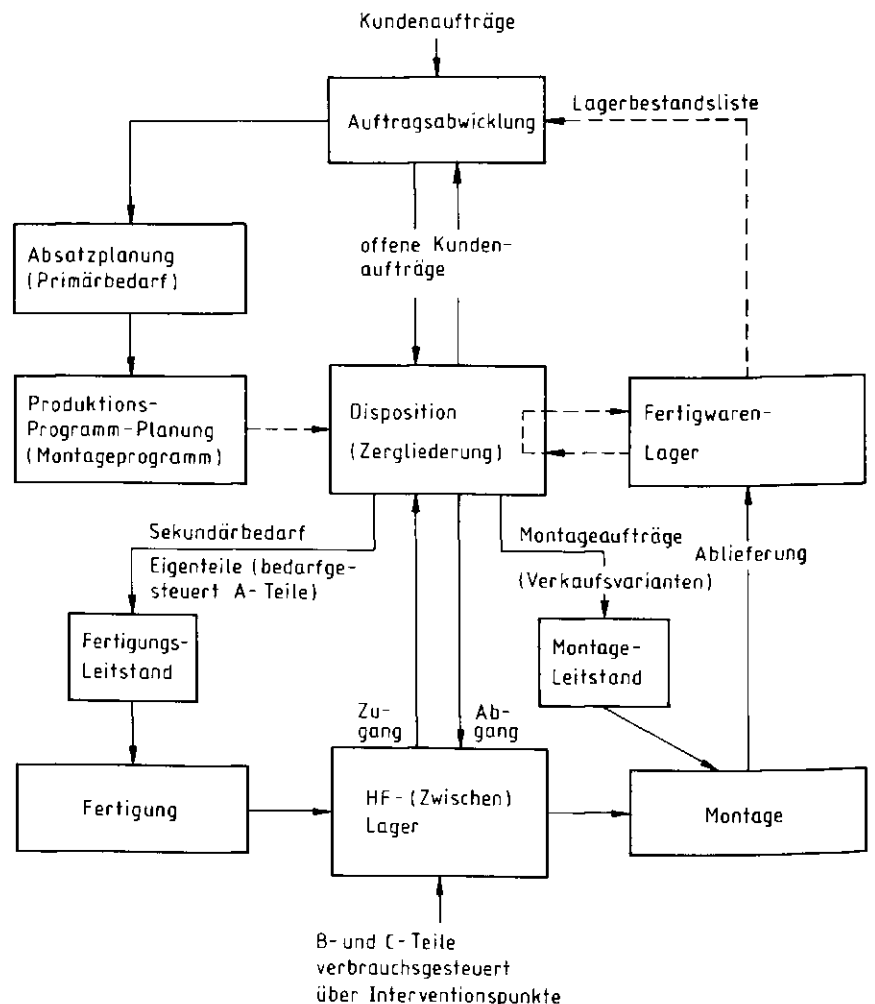 Kundenaufträge
Auftragsabwicklung
Lagerbestandsliste
Absatzplanung
(Primärbedarf)
offene Kunden-
aufträge
Produktions-
Programm-Planung
(Montageprogramm)
Disposition
(Zergliederung)
Fertigwaren-
Lager
Sekundärbedarf
Eigenteile (bedarfge-
steuert A-Teile)
Montageaufträge
(Verkaufsvarianten)
Ablieferung
Fertigungs-
Leitstand
Montage-
Leitstand
Zu-
gang
Ab-
gang
Fertigung
HF-(Zwischen)
Lager
Montage
B- und C-Teile
verbrauchsgesteuert
über Interventionspunkte